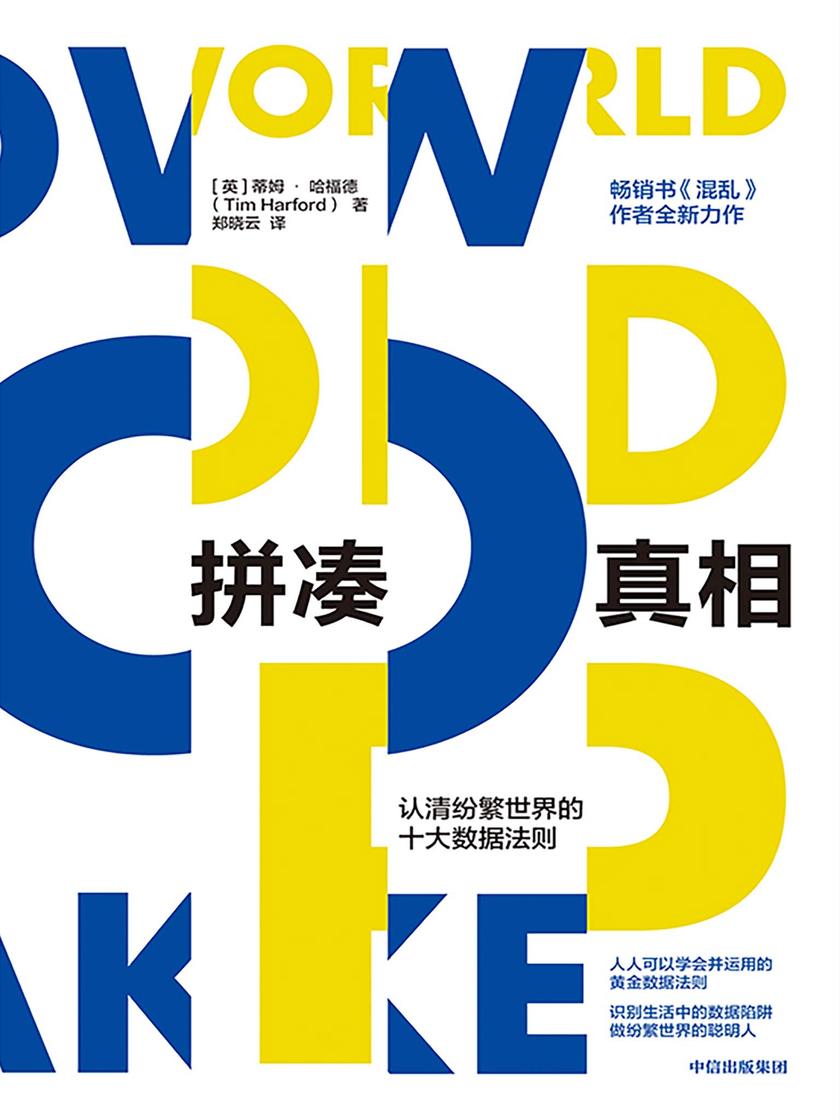 WORLD
[英]蒂姆·哈福德
(Tim Harford) 著
郑晓云 译
畅销书《混乱》
作者全新力作
拼凑真相
认清纷繁世界的
十大数据法则
人人可以学会并运用的
黄金数据法则
识别生活中的数据陷阱
做纷繁世界的聪明人
中信出版集团